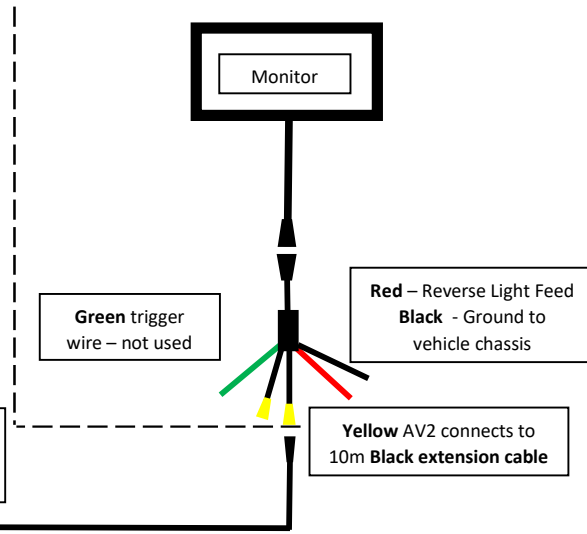 Monitor
Green trigger
wire – not used
Red – Reverse Light Feed
Black - Ground to
vehicle chassis
Yellow AV2 connects to
10m Black extension cable